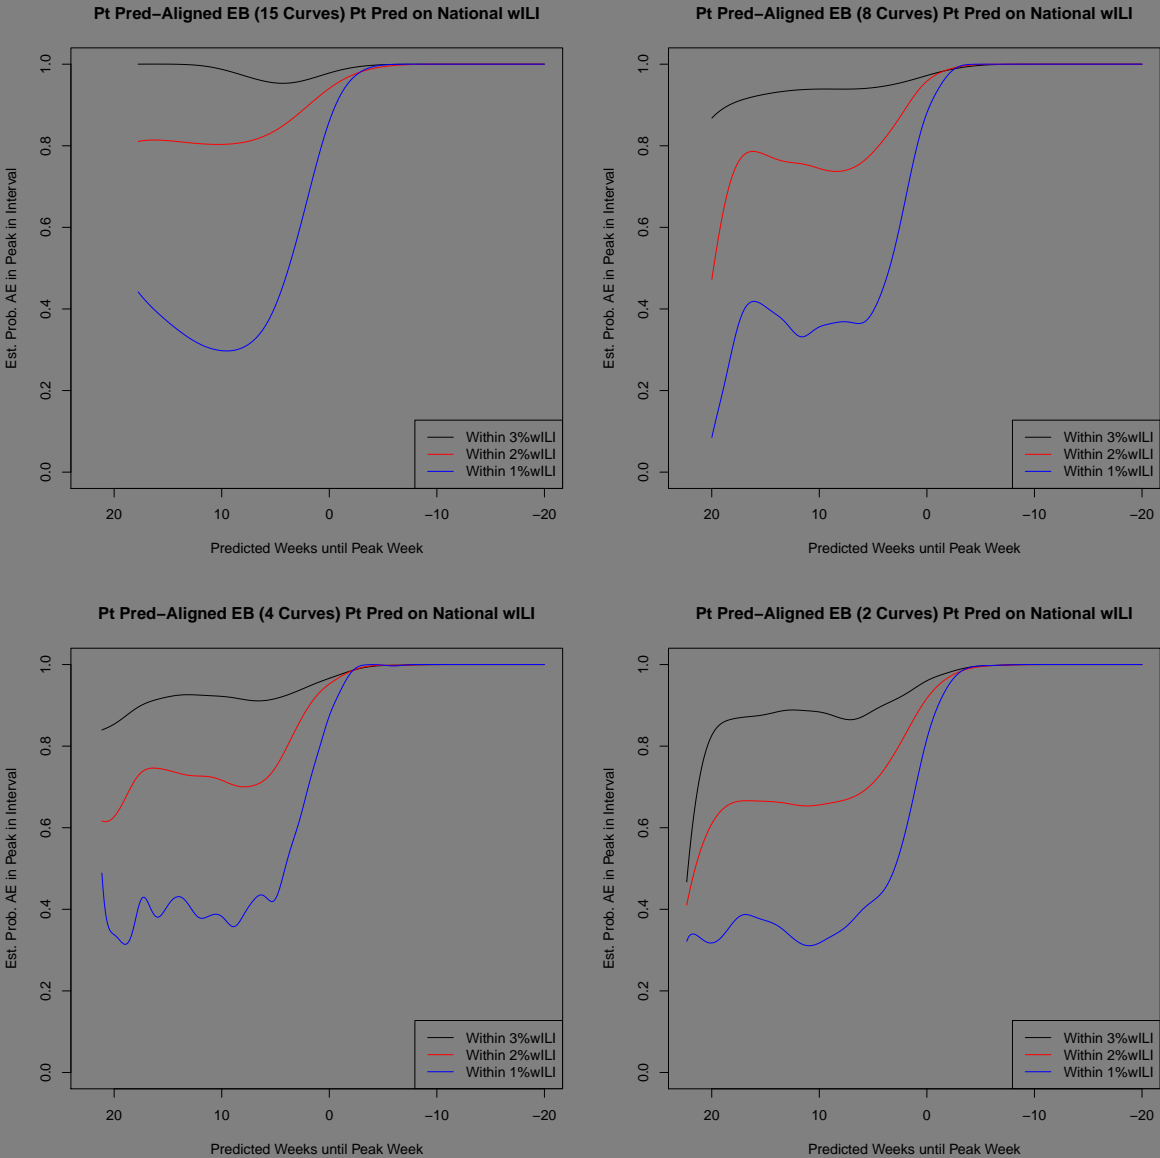 Pt Pred−Aligned EB (15 Curves) Pt Pred on National wILI
Est. Prob. AE in Peak in Interval
1.0
0.8
0.6
0.4
0.2
0.0
Within 3%wILI
Within 2%wILI
Within 1%wILI
20 10 0 −10 −20
Predicted Weeks until Peak Week
Pt Pred−Aligned EB (8 Curves) Pt Pred on National wILI
Est. Prob. AE in Peak in Interval
1.0
0.8
0.6
0.4
0.2
0.0
Within 3%wILI
Within 2%wILI
Within 1%wILI
20 10 0 −10 −20
Predicted Weeks until Peak Week
Pt Pred−Aligned EB (4 Curves) Pt Pred on National wILI
Est. Prob. AE in Peak in Interval
1.0
0.8
0.6
0.4
0.2
0.0
Within 3%wILI
Within 2%wILI
Within 1%wILI
20 10 0 −10 −20
Predicted Weeks until Peak Week
Pt Pred−Aligned EB (2 Curves) Pt Pred on National wILI
Est. Prob. AE in Peak in Interval
1.0
0.8
0.6
0.4
0.2
0.0
Within 3%wILI
Within 2%wILI
Within 1%wILI
20 10 0 −10 −20
Predicted Weeks until Peak Week